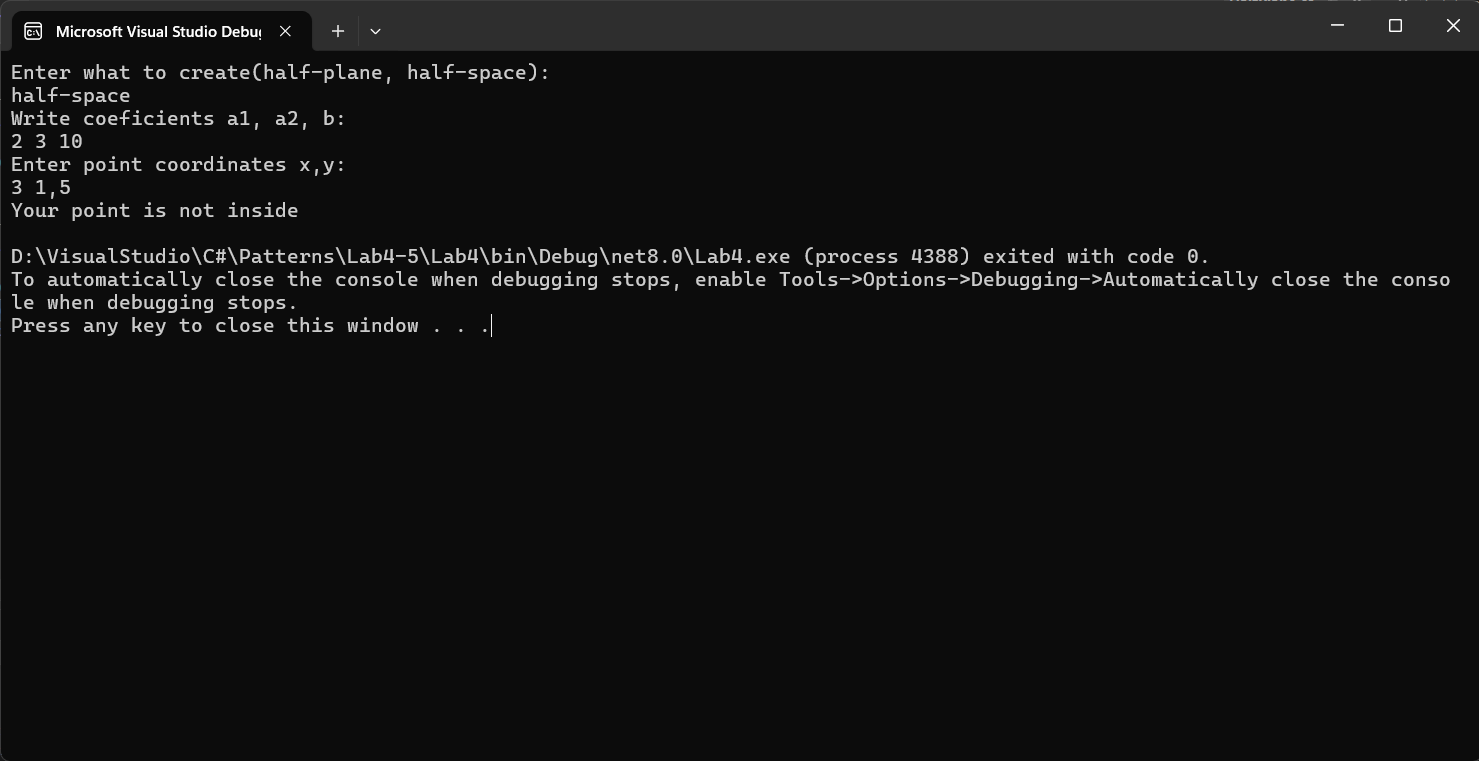 Microsoft Visual Studio Debug
Enter what to create(half-plane, half-space):
half-space
Write coeficients a1, a2, b:
2 3 10
Enter point coordinates x,y:
3 1,5
Your point is not inside
D:\VisualStudio\C#\Patterns\Lab4-5\Lab4\bin\Debug\net8.0\Lab4.exe (process 4388) exited with code 0.
To automatically close the console when debugging stops, enable Tools->Options->Debugging->Automatically close the conso
le when debugging stops.
Press any key to close this window . . .